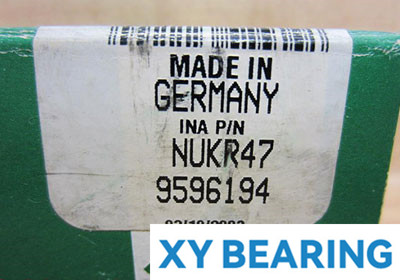 MADE IN
GERMANY
INA P/N
NUKR47
9596194
XY BEARING